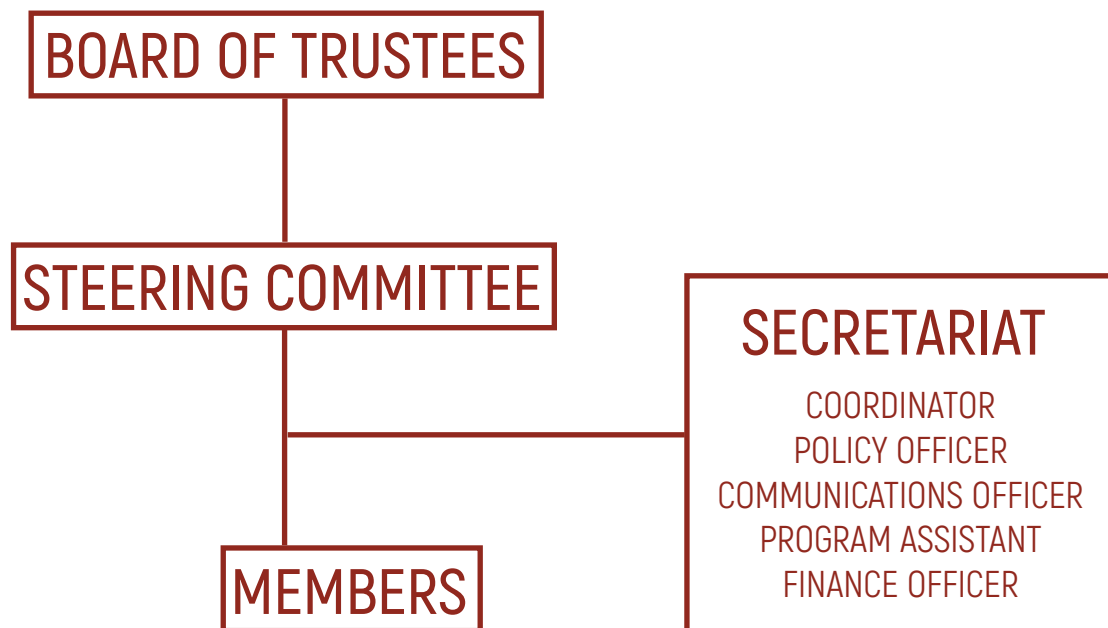 BOARD OF TRUSTEES
STEERING COMMITTEE
SECRETARIAT
COORDINATOR
POLICY OFFICER
COMMUNICATIONS OFFICER
PROGRAM ASSISTANT
FINANCE OFFICER
MEMBERS